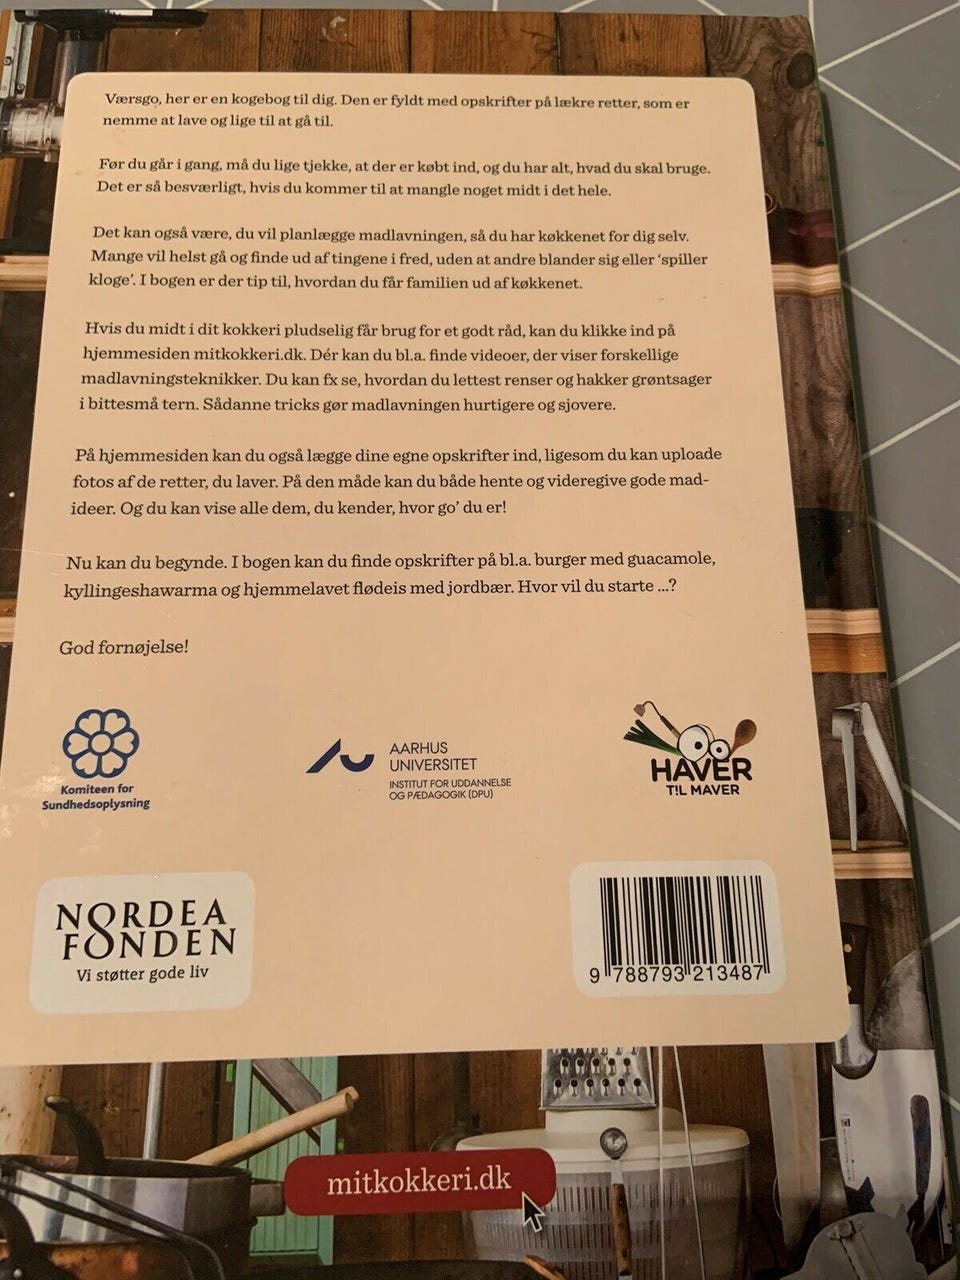 Værsgo, her er en kogebog til dig. Den er fyldt med opskrifter på lækre retter, som er
nemme at lave og lige til at gå til.
Før du går i gang, må du lige tjekke, at der er købt ind, og du har alt, hvad du skal bruge.
Det er så besværligt, hvis du kommer til at mangle noget midt i det hele.
Det kan også være, du vil planlægge madlavningen, så du har køkkenet for dig selv.
Mange vil helst gå og finde ud af tingene i fred, uden at andre blander sig eller ‘spiller
kloge’. I bogen er der tip til, hvordan du får familien ud af køkkenet.
Hvis du midt i dit kokkeri pludselig får brug for et godt råd, kan du klikke ind på
hjemmesiden mitkokkeri.dk. Dér kan du bl.a. finde videoer, der viser forskellige
madlavningsteknikker. Du kan fx se, hvordan du lettest renser og hakker grøntsager
i bittesmå tern. Sådanne tricks gør madlavningen hurtigere og sjovere.
På hjemmesiden kan du også lægge dine egne opskrifter ind, ligesom du kan uploade
fotos af de retter, du laver. På den måde kan du både hente og videregive gode mad-
ideer. Og du kan vise alle dem, du kender, hvor go’ du er!
Nu kan du begynde. I bogen kan du finde opskrifter på bl.a. burger med guacamole,
kyllingeshawarma og hjemmelavet flødeis med jordbær. Hvor vil du starte ...?
God fornøjelse!
Komiteen for
Sundhedsoplysning
AARHUS
UNIVERSITET
INSTITUT FOR UDDANNELSE
OG PÆDAGOGIK (DPU)
HAVER
T!L MAVER
NORDEA
FONDEN
Vi støtter gode liv
9 788793 213487
mitkokkeri.dk